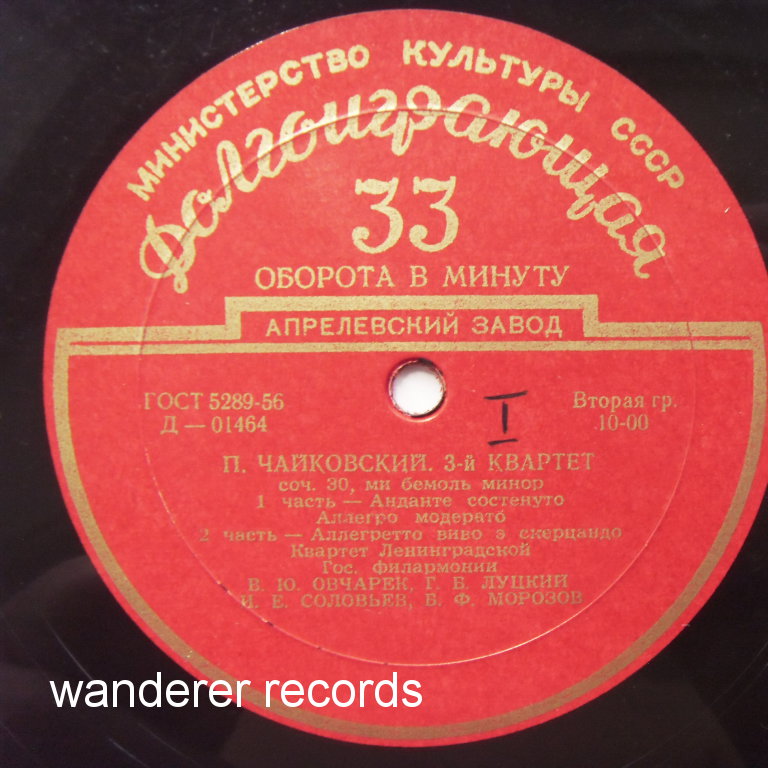 МИНИСТЕРСТВО КУЛЬТУРЫ СССР
Долгоиграющая
33
ОБОРОТА В МИНУТУ
АПРЕЛЕВСКИЙ ЗАВОД
ГОСТ 5289-56
Д — 01464
I
Вторая гр.
10-00
П. ЧАЙКОВСКИЙ. 3-й КВАРТЕТ
соч. 30, ми бемоль минор
1 часть — Анданте состенуто
Аллегро модерато
2 часть — Аллегретто виво э скерцандо
Квартет Ленинградской
Гос. филармонии
В. Ю. ОВЧАРЕК, Г. В. ЛУЦКИЙ
И. Е. СОЛОВЬЕВ, В. Ф. МОРОЗОВ
wanderer records